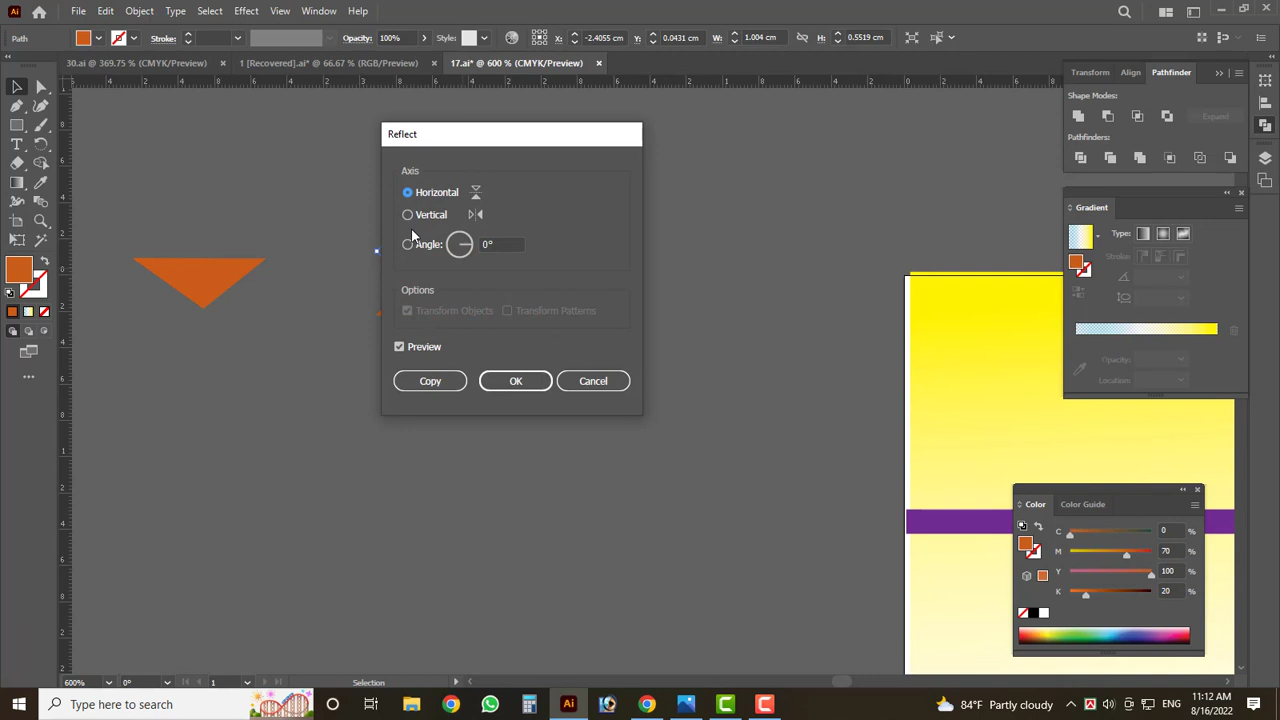 Ai File Edit Object Type Select Effect View Window Help
Path Stroke: Opacity: 100% Style: X: -2.4055 cm Y: 0.0431 cm W: 1.004 cm H: 0.5519 cm
30.ai @ 369.75 % (CMYK/Preview) × 1 [Recovered].ai* @ 66.67 % (RGB/Preview) × 17.ai* @ 600 % (CMYK/Preview) ×
Transform Align Pathfinder
Shape Modes:
Expand
Pathfinders:
Reflect
Axis
Horizontal
Vertical
Angle: 0°
Options
Transform Objects Transform Patterns
Preview
Copy OK Cancel
Gradient
Type:
Stroke:
Opacity:
Location:
Color Color Guide
C 0 %
M 70 %
Y 100 %
K 20 %
600% 0° 1 Selection
Type here to search
Ai
84°F Partly cloudy
11:12 AM
8/16/2022